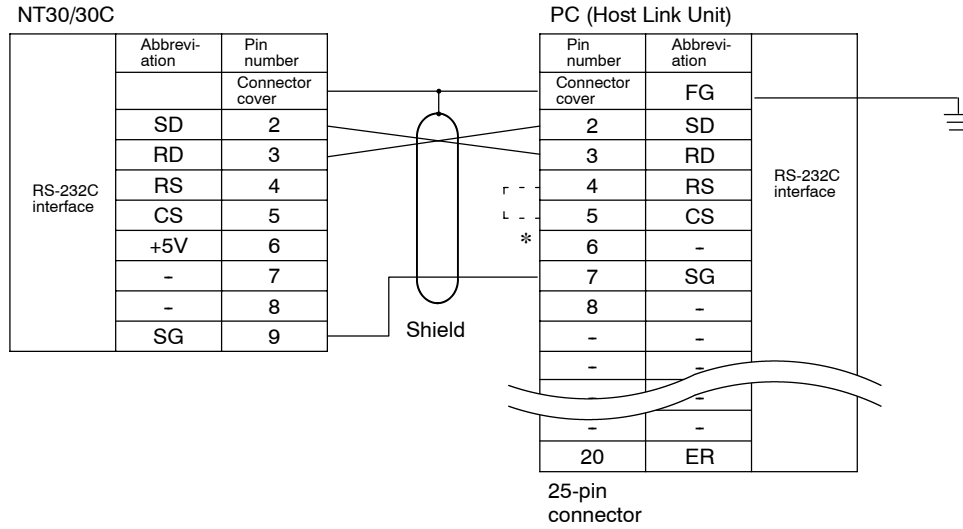 NT30/30C
PC (Host Link Unit)
Abbrevi-
ation
Pin
number
Connector
cover
SD 2
RD 3
RS 4
CS 5
+5V 6
- 7
- 8
SG 9
RS-232C
interface
Shield
*
Pin
number
Abbrevi-
ation
Connector
cover
FG
2 SD
3 RD
4 RS
5 CS
6 -
7 SG
8 -
- -
- -
- -
- -
20 ER
RS-232C
interface
25-pin
connector